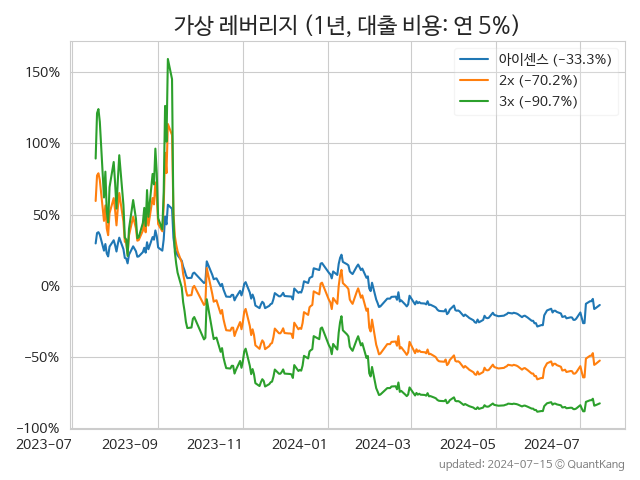 가상 레버리지 (1년, 대출 비용: 연 5%)
아이센스 (−33.3%)
2x (−70.2%)
3x (−90.7%)
150%
100%
50%
0%
−50%
−100%
2023-07 2023-09 2023-11 2024-01 2024-03 2024-05 2024-07
updated: 2024-07-15 © QuantKang